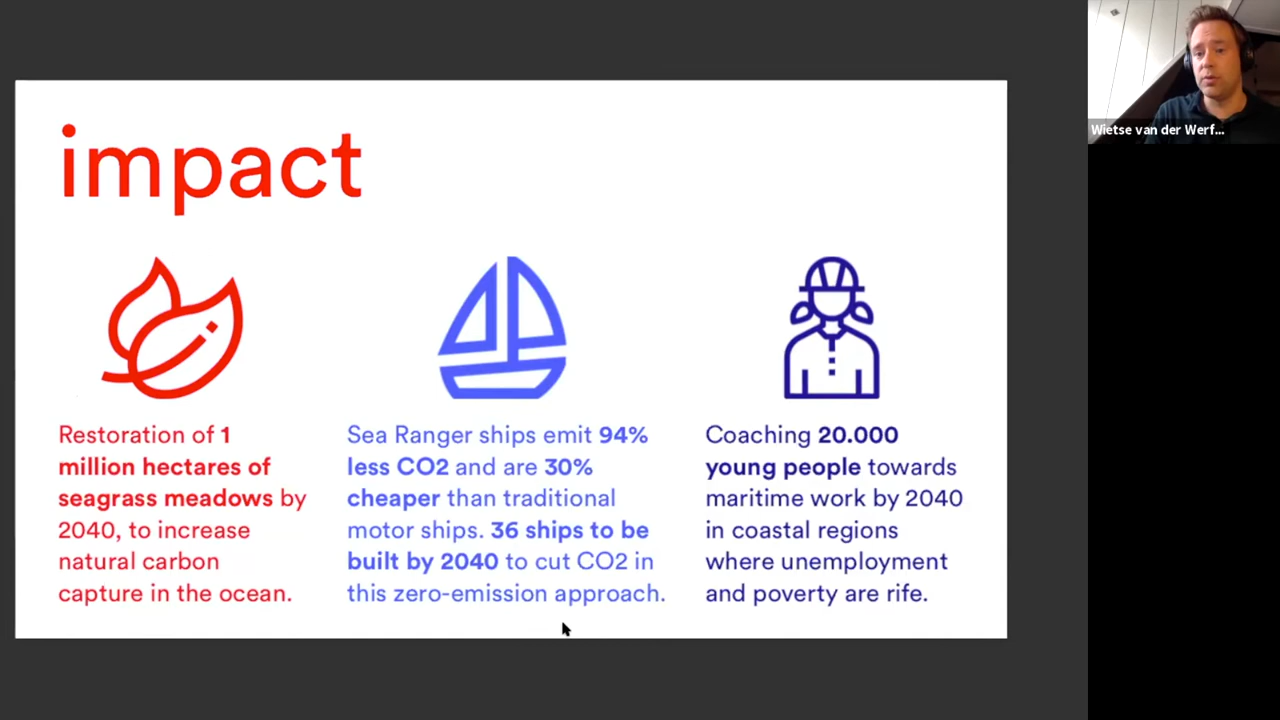 impact
Restoration of 1
million hectares of
seagrass meadows by
2040, to increase
natural carbon
capture in the ocean.
Sea Ranger ships emit 94%
less CO2 and are 30%
cheaper than traditional
motor ships. 36 ships to be
built by 2040 to cut CO2 in
this zero-emission approach.
Coaching 20.000
young people towards
maritime work by 2040
in coastal regions
where unemployment
and poverty are rife.
Wietse van der Werf...